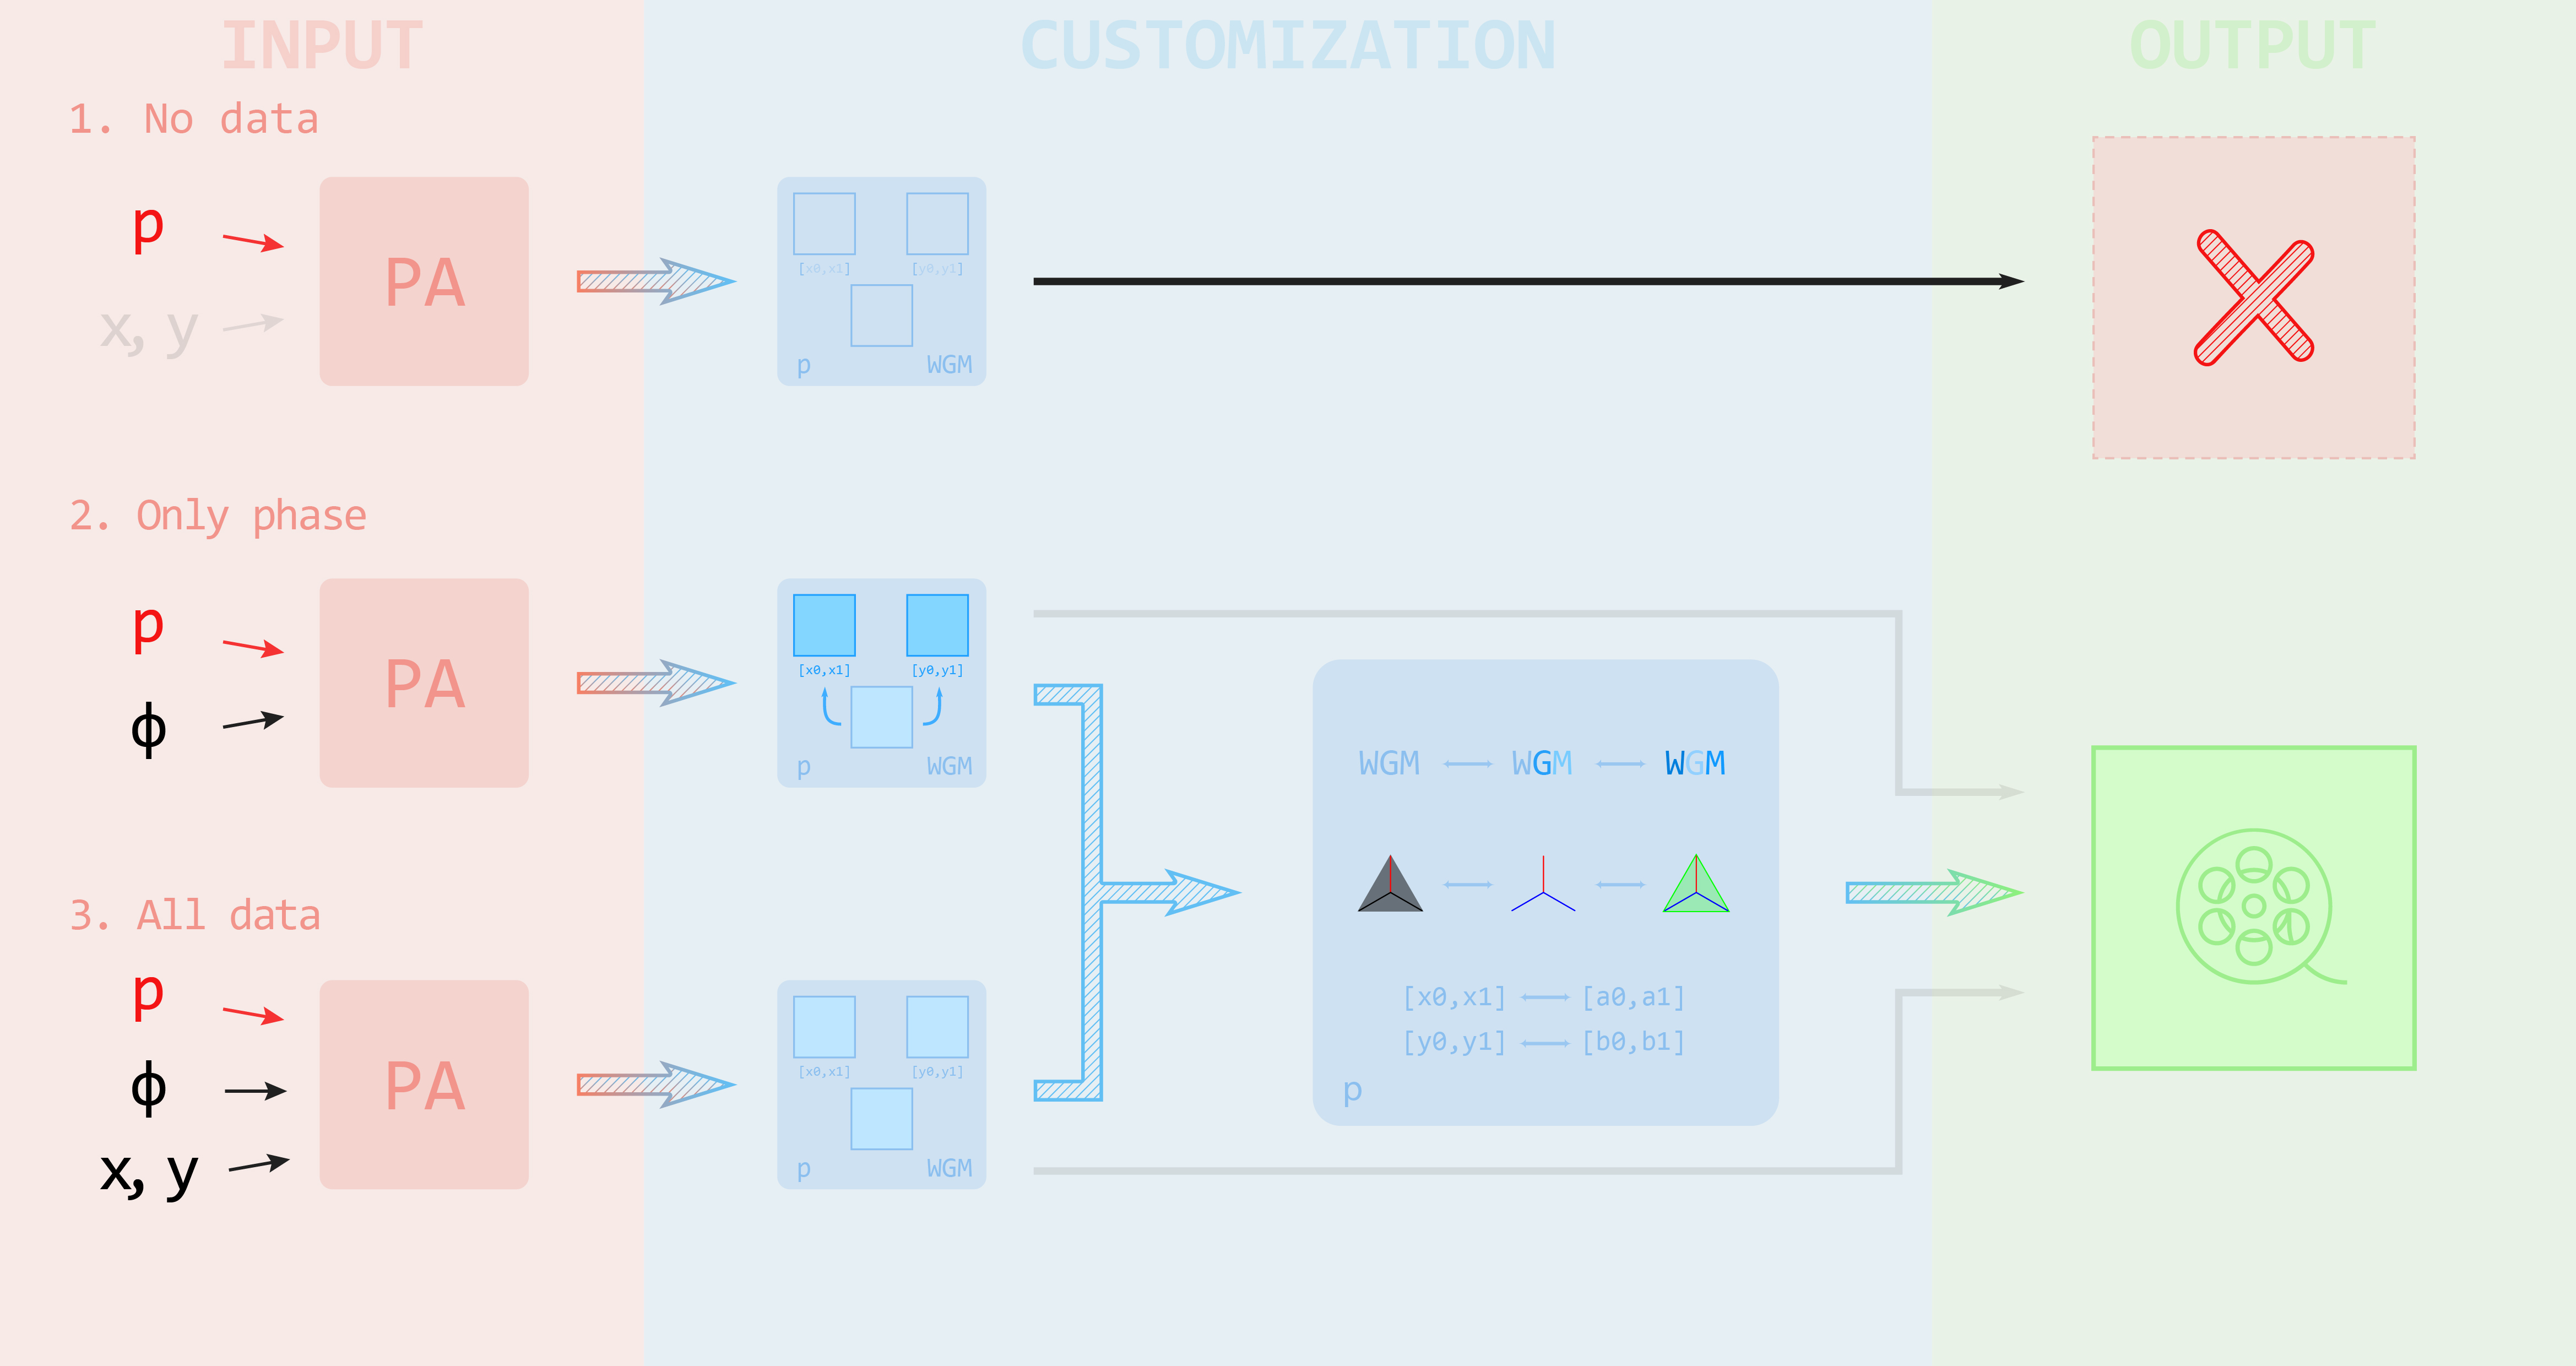 INPUT
CUSTOMIZATION
OUTPUT
1. No data
p
x, y
PA
[x0,x1]
[y0,y1]
p
WGM
2. Only phase
p
ϕ
PA
[x0,x1]
[y0,y1]
p
WGM
WGM
WGM
WGM
[x0,x1]
[a0,a1]
[y0,y1]
[b0,b1]
p
3. All data
p
ϕ
x, y
PA
[x0,x1]
[y0,y1]
p
WGM